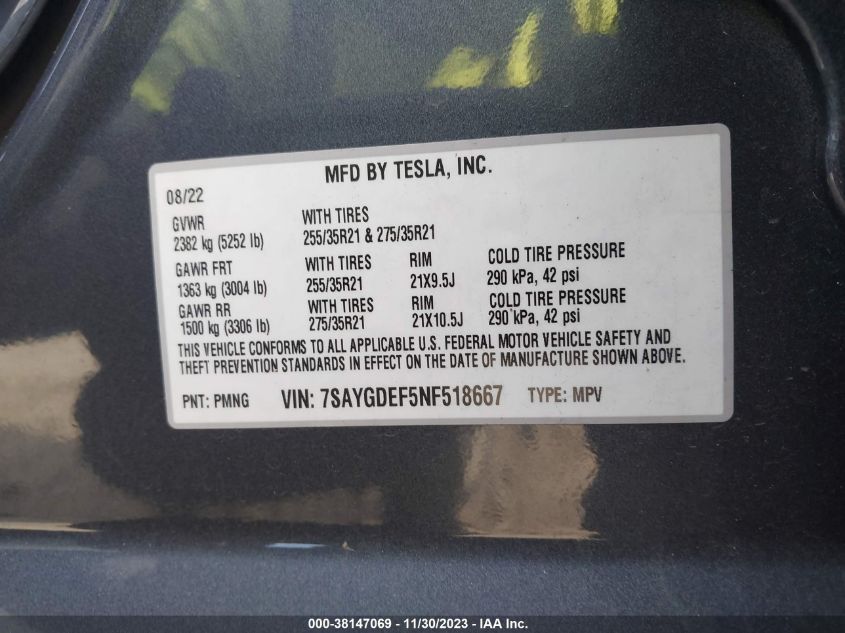 MFD BY TESLA, INC.
08/22
GVWR WITH TIRES
2382 kg (5252 lb) 255/35R21 & 275/35R21
GAWR FRT WITH TIRES RIM COLD TIRE PRESSURE
1363 kg (3004 lb) 255/35R21 21X9.5J 290 kPa, 42 psi
GAWR RR WITH TIRES RIM COLD TIRE PRESSURE
1500 kg (3306 lb) 275/35R21 21X10.5J 290 kPa, 42 psi
THIS VEHICLE CONFORMS TO ALL APPLICABLE U.S. FEDERAL MOTOR VEHICLE SAFETY AND
THEFT PREVENTION STANDARDS IN EFFECT ON THE DATE OF MANUFACTURE SHOWN ABOVE.
PNT: PMNG VIN: 7SAYGDEF5NF518667 TYPE: MPV
000-38147069 - 11/30/2023 - IAA Inc.